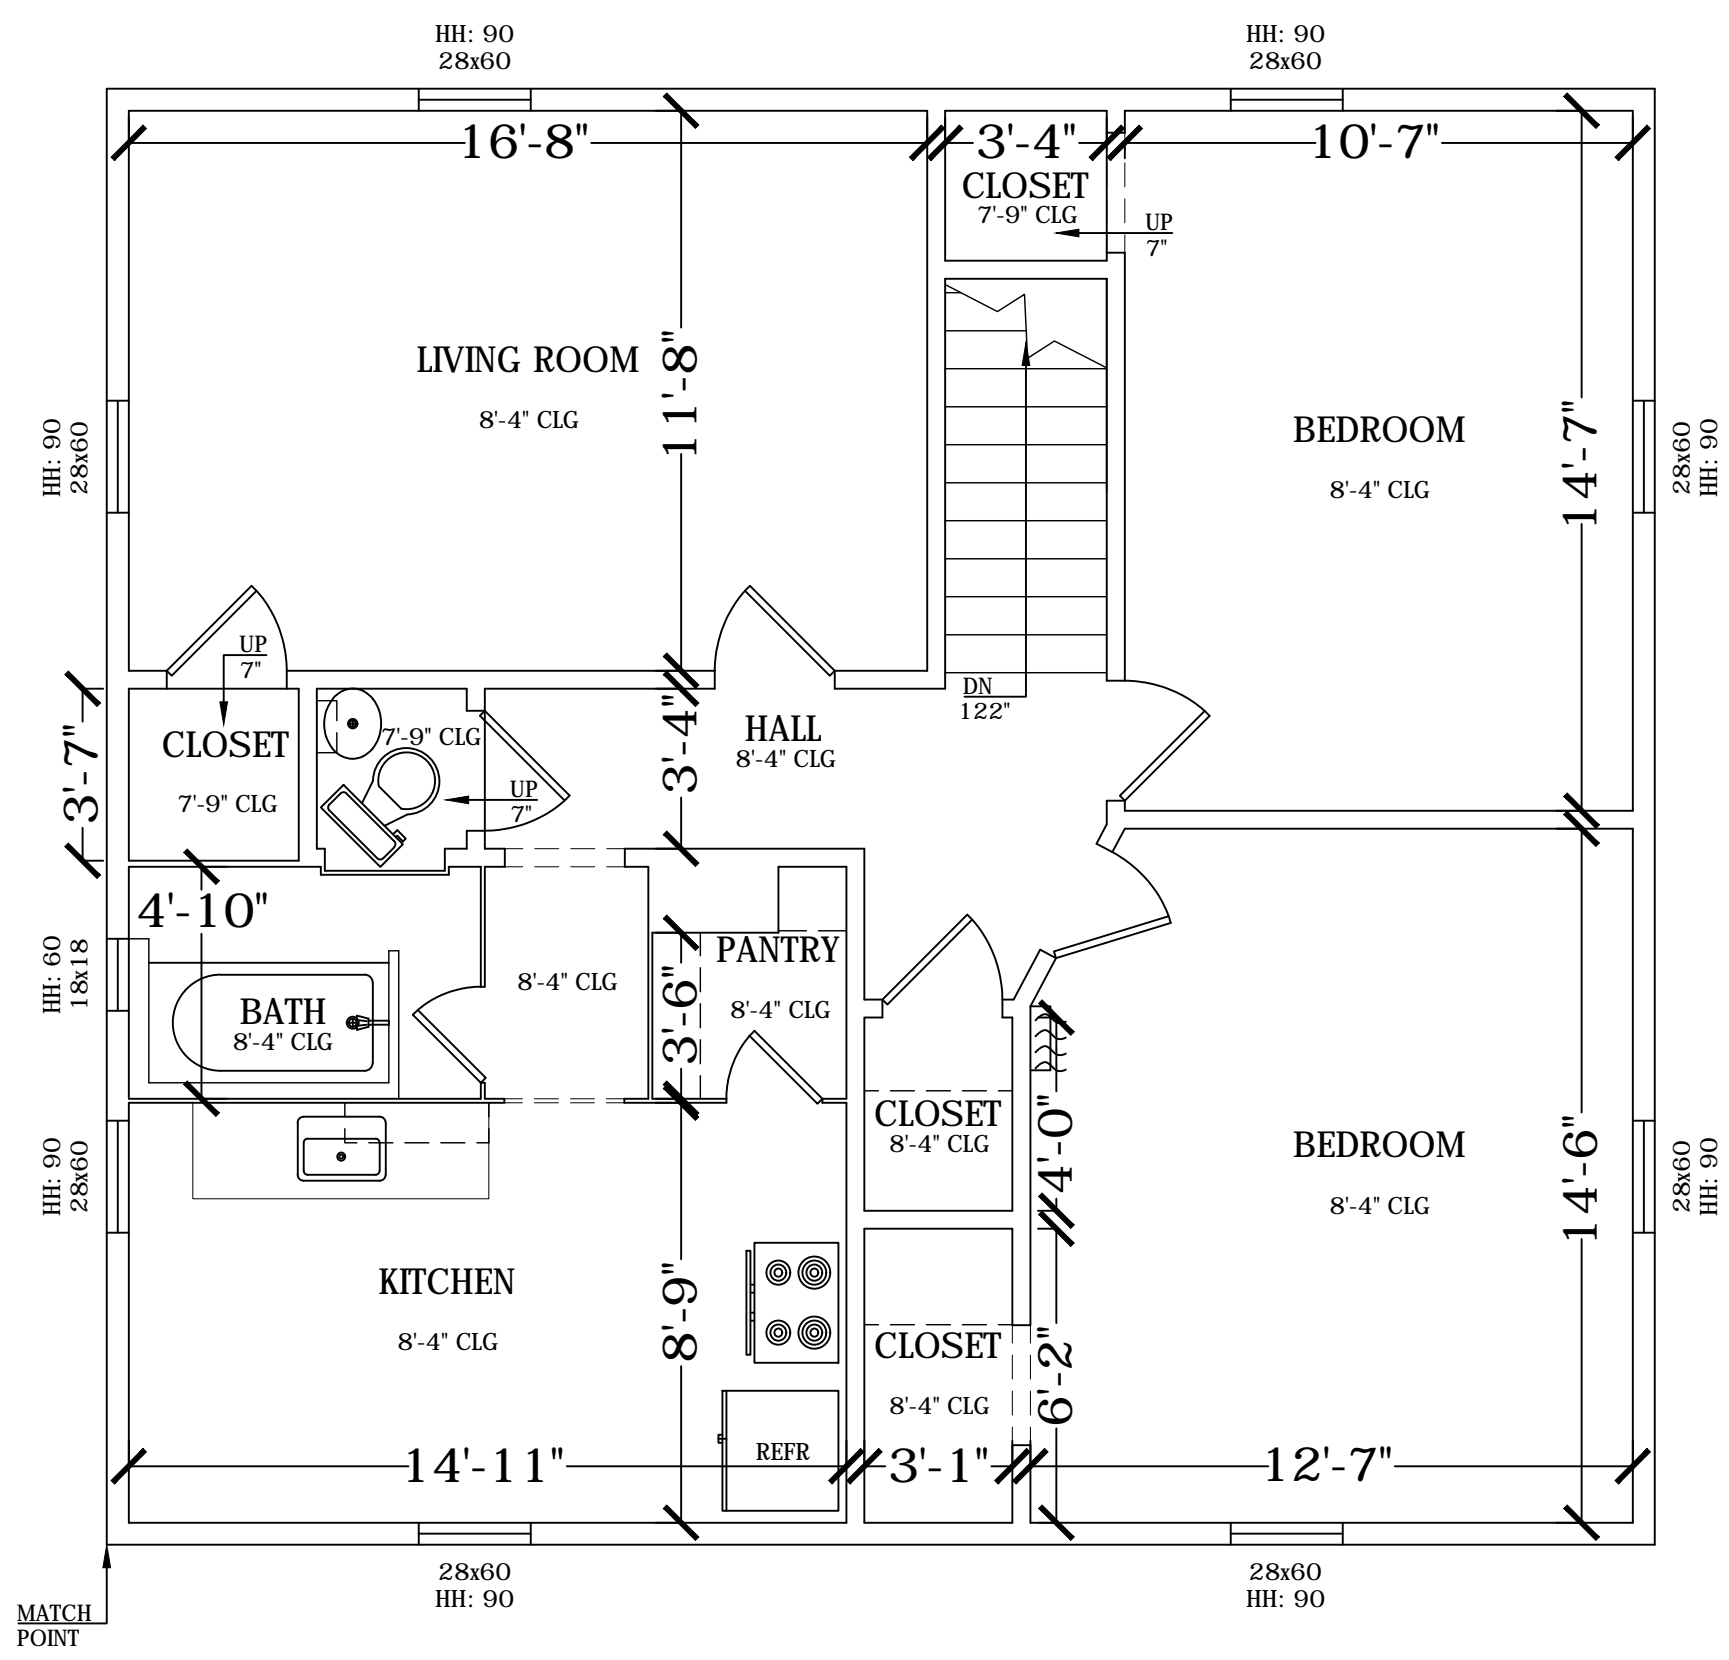 HH: 90
28x60
HH: 90
28x60
16'-8"
3'-4"
10'-7"
CLOSET
7'-9" CLG
UP
7"
LIVING ROOM
8'-4" CLG
11'-8"
HH: 90
28x60
BEDROOM
8'-4" CLG
14'-7"
28x60
HH: 90
UP
7"
DN
122"
3'-7"
CLOSET
7'-9" CLG
7'-9" CLG
UP
7"
3'-4"
HALL
8'-4" CLG
4'-10"
HH: 60
18x18
BATH
8'-4" CLG
8'-4" CLG
3'-6"
PANTRY
8'-4" CLG
CLOSET
8'-4" CLG
4'-0"
HH: 90
28x60
BEDROOM
8'-4" CLG
14'-6"
28x60
HH: 90
KITCHEN
8'-4" CLG
8'-9"
CLOSET
8'-4" CLG
6'-2"
REFR
14'-11"
3'-1"
12'-7"
28x60
HH: 90
28x60
HH: 90
MATCH
POINT